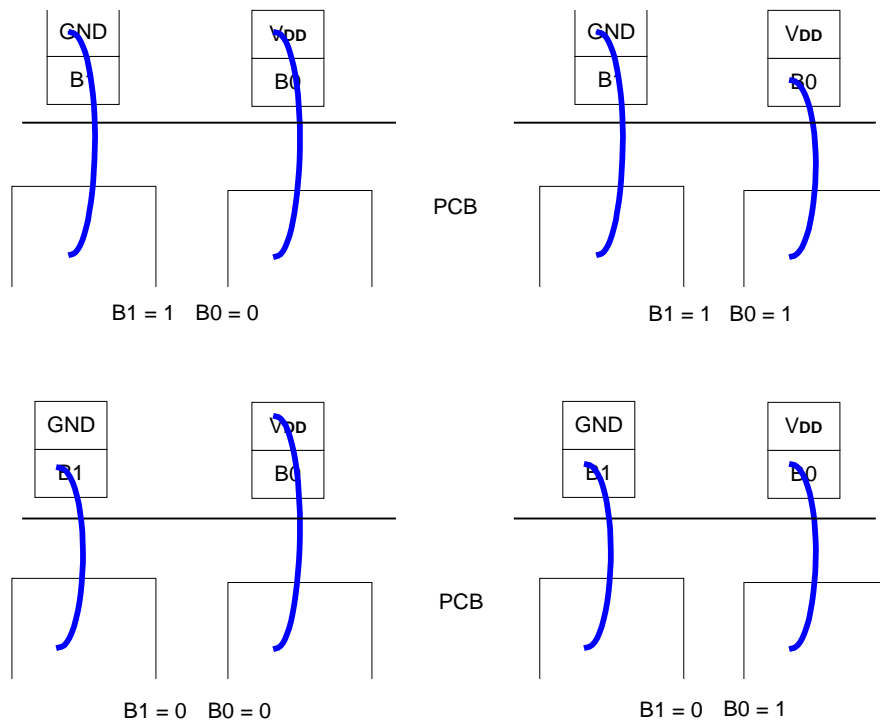 GND VDD GND VDD
B1 B0 B1 B0
PCB
B1 = 1 B0 = 0 B1 = 1 B0 = 1
GND VDD GND VDD
B1 B0 B1 B0
PCB
B1 = 0 B0 = 0 B1 = 0 B0 = 1